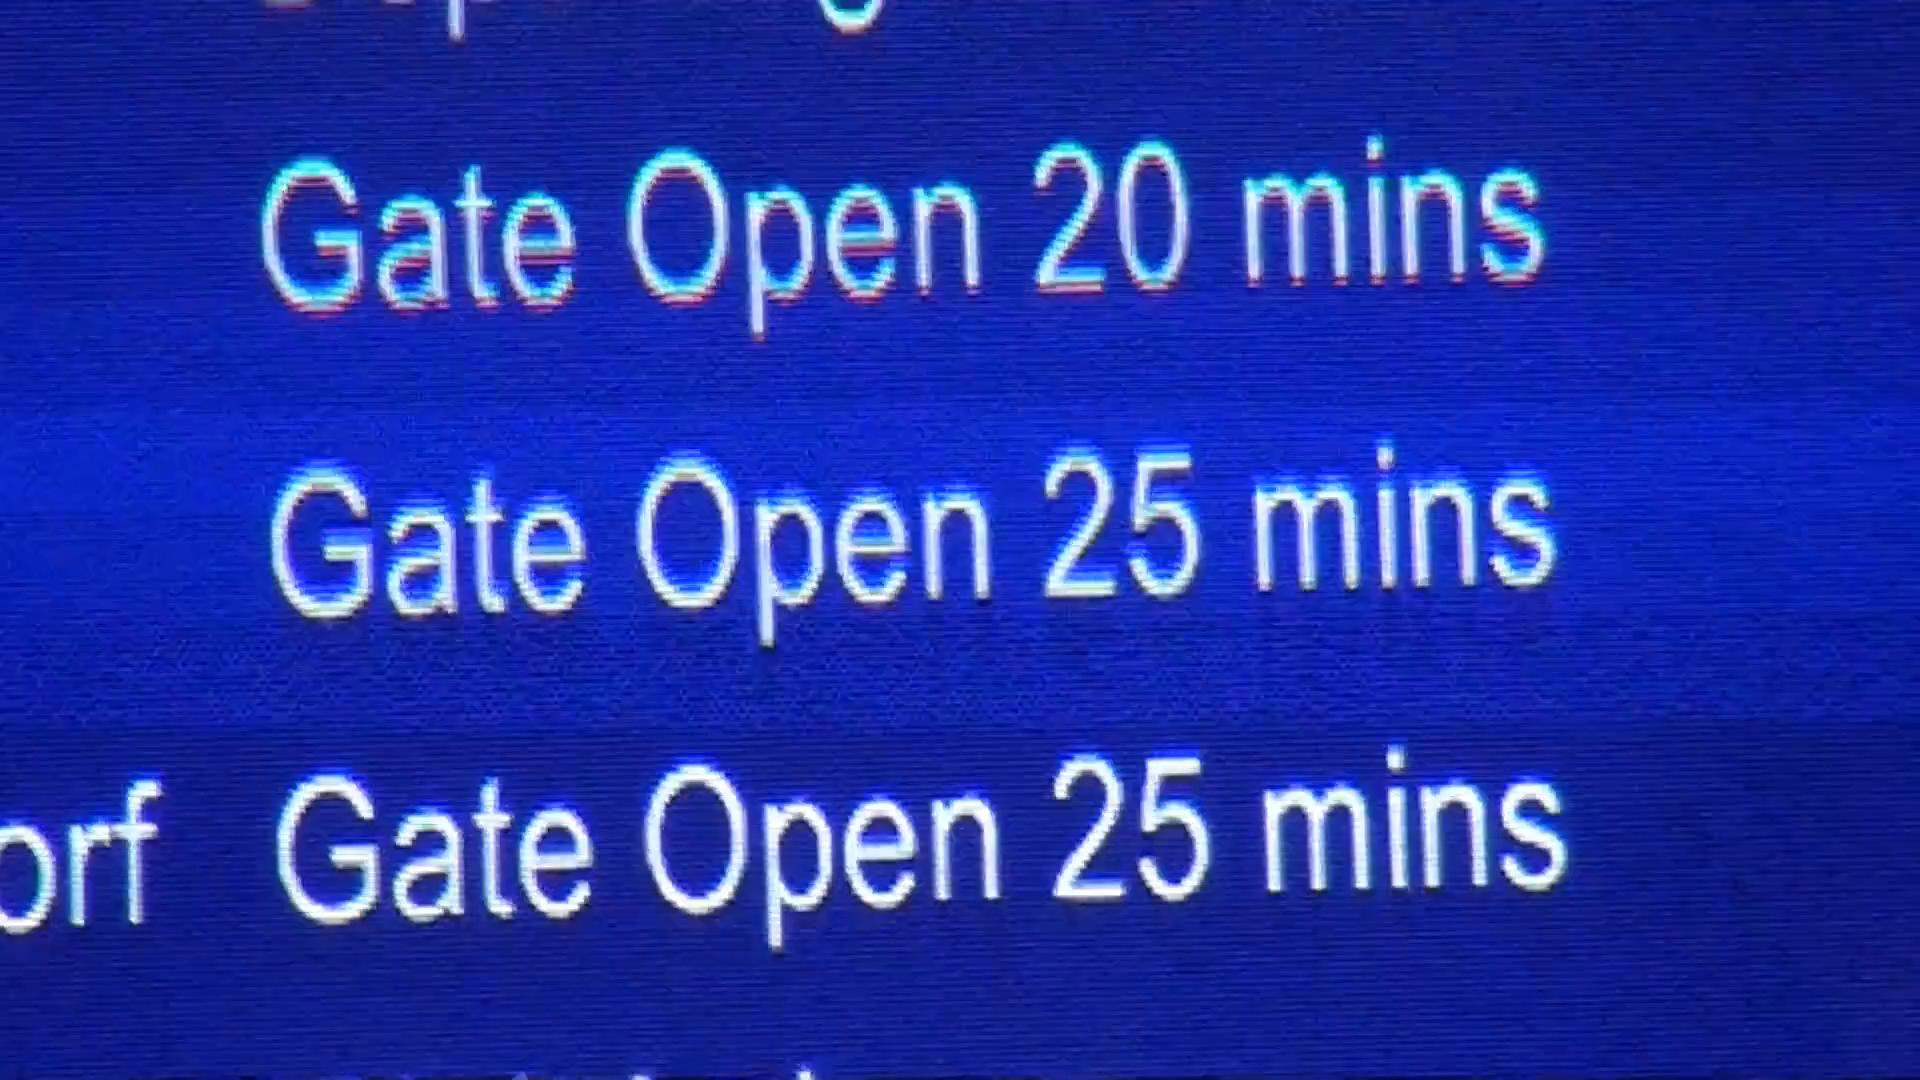 Gate Open 20 mins
Gate Open 25 mins
orf Gate Open 25 mins